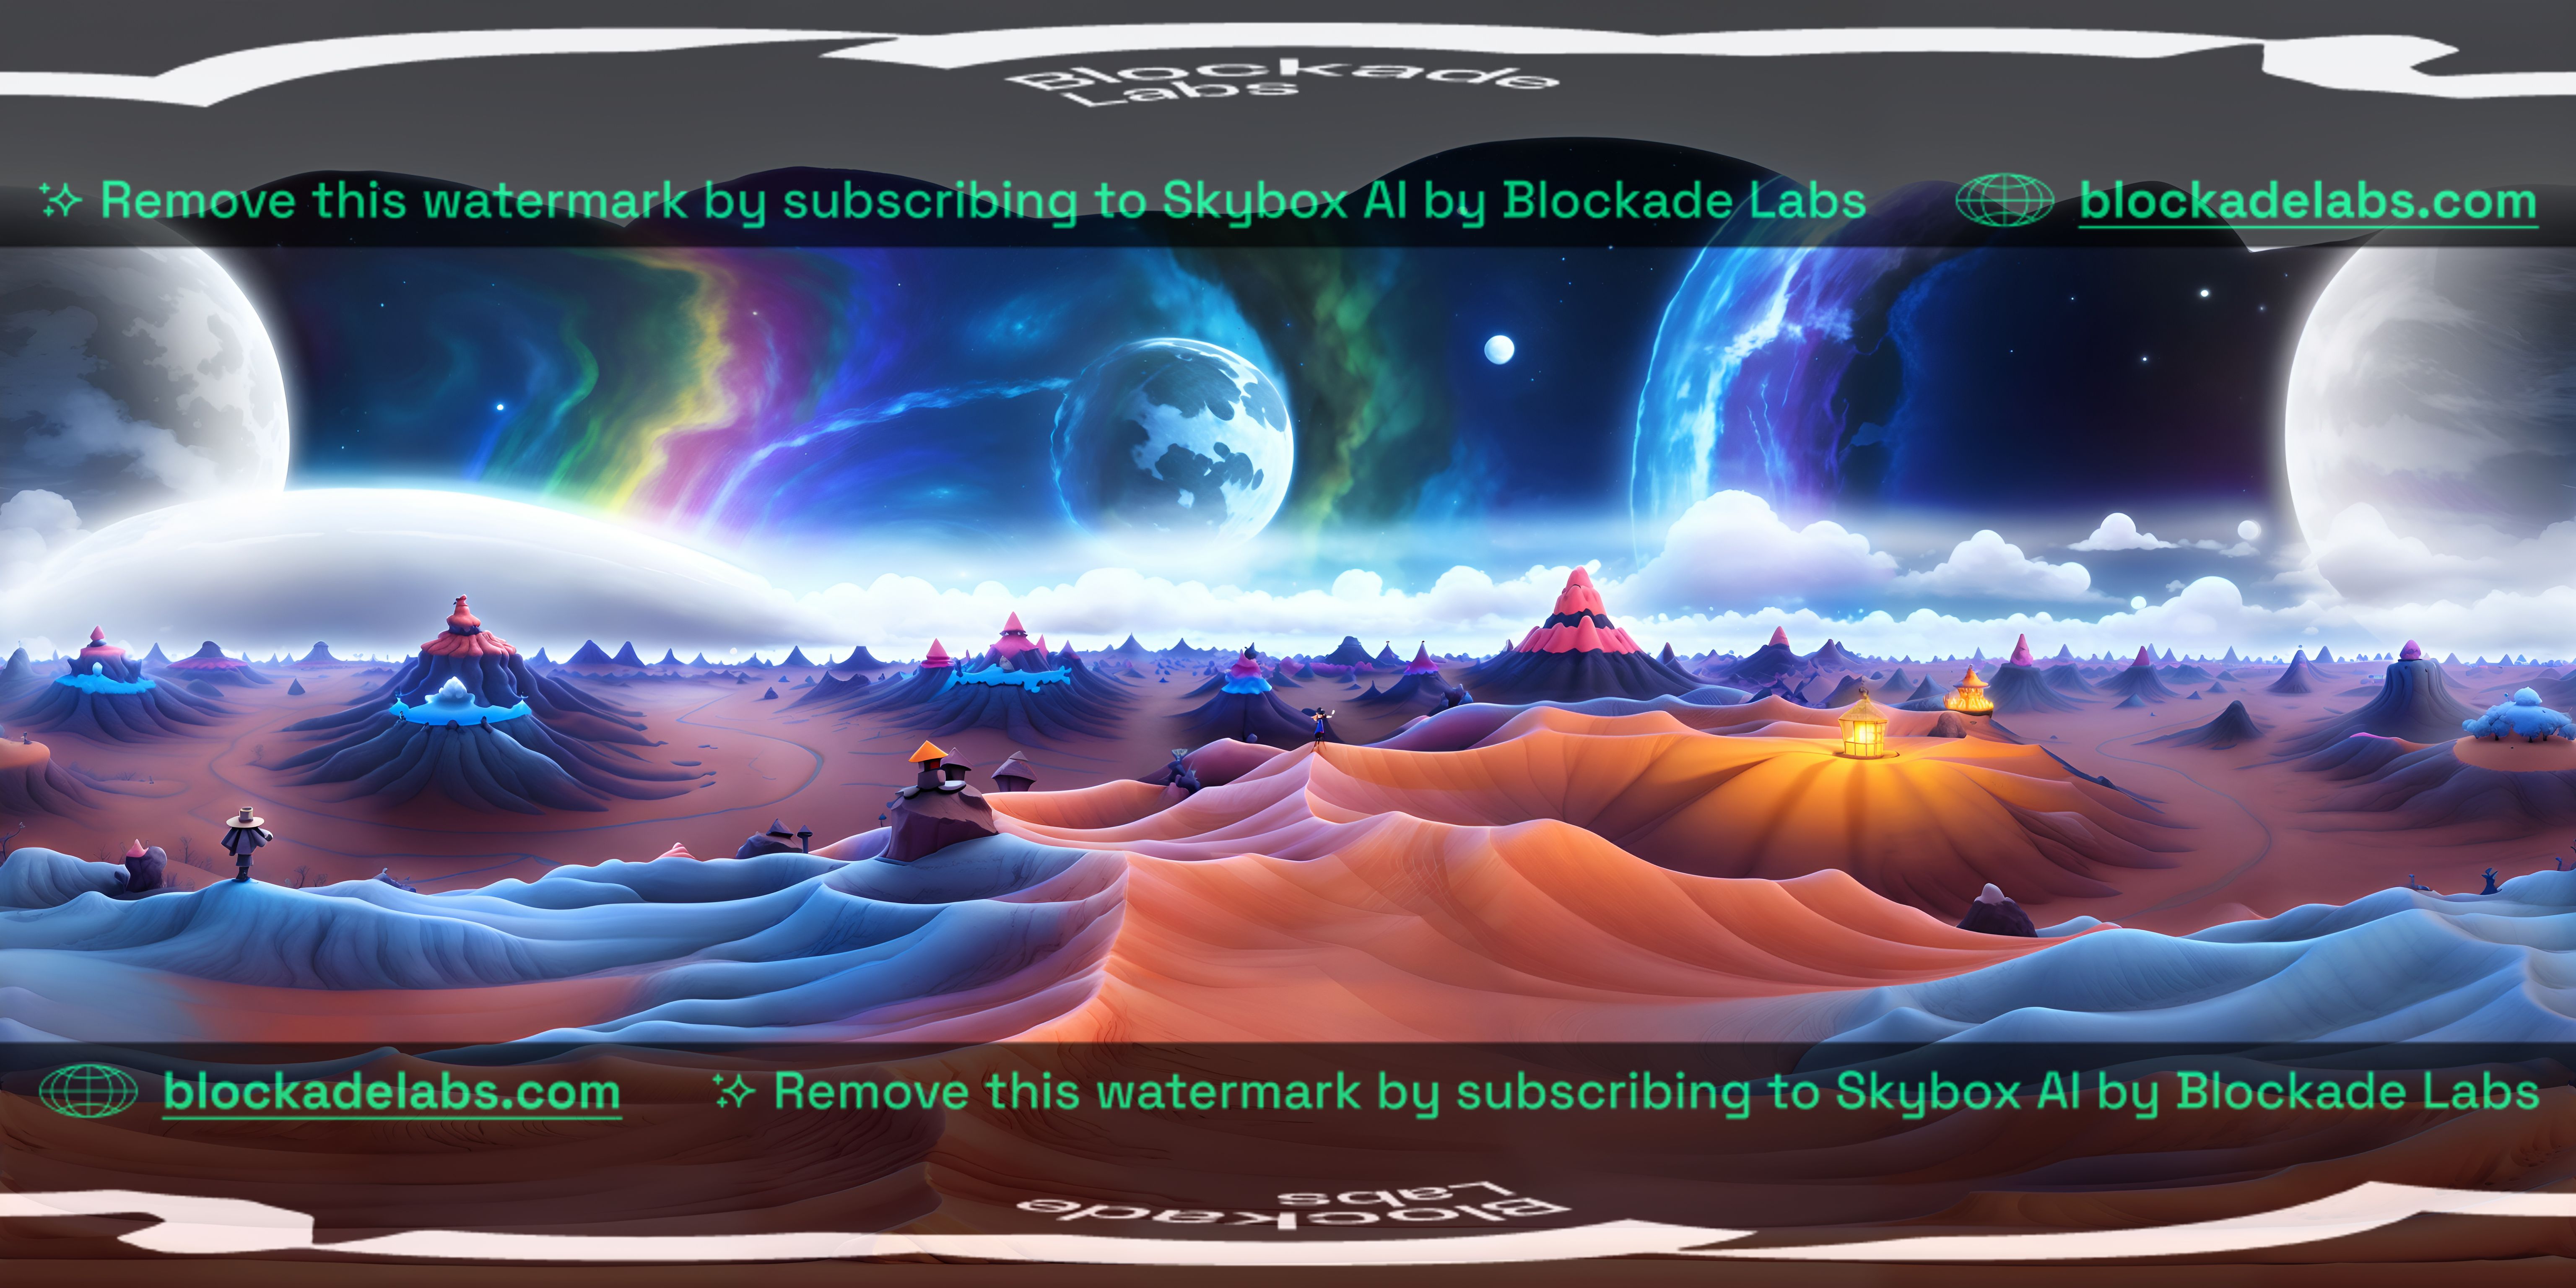 Blockade
Labs
Remove this watermark by subscribing to Skybox AI by Blockade Labs blockadelabs.com
blockadelabs.com Remove this watermark by subscribing to Skybox AI by Blockade Labs
Blockade
Labs